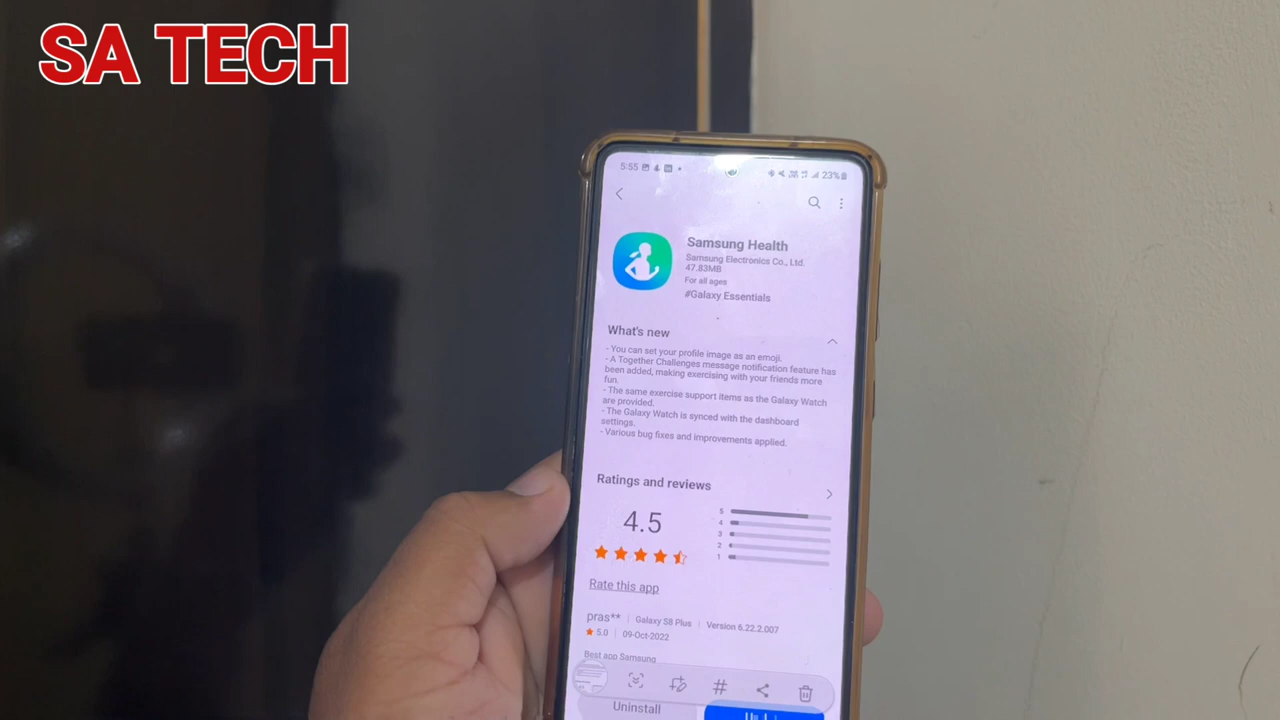 SA TECH
5:55
23%
Samsung Health
Samsung Electronics Co., Ltd.
47.83MB
For all ages
#Galaxy Essentials
What's new
- You can set your profile image as an emoji.
- A Together Challenges message notification feature has
been added, making exercising with your friends more
fun.
- The same exercise support items as the Galaxy Watch
are provided.
- The Galaxy Watch is synced with the dashboard
settings.
- Various bug fixes and improvements applied.
Ratings and reviews
4.5
5
4
3
2
1
Rate this app
pras** | Galaxy S8 Plus | Version 6.22.2.007
5.0 | 09-Oct-2022
Best app Samsung
Uninstall